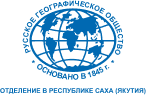 РУССКОЕ ГЕОГРАФИЧЕСКОЕ ОБЩЕСТВО
ОСНОВАНО В 1845 г.
ОТДЕЛЕНИЕ В РЕСПУБЛИКЕ САХА (ЯКУТИЯ)